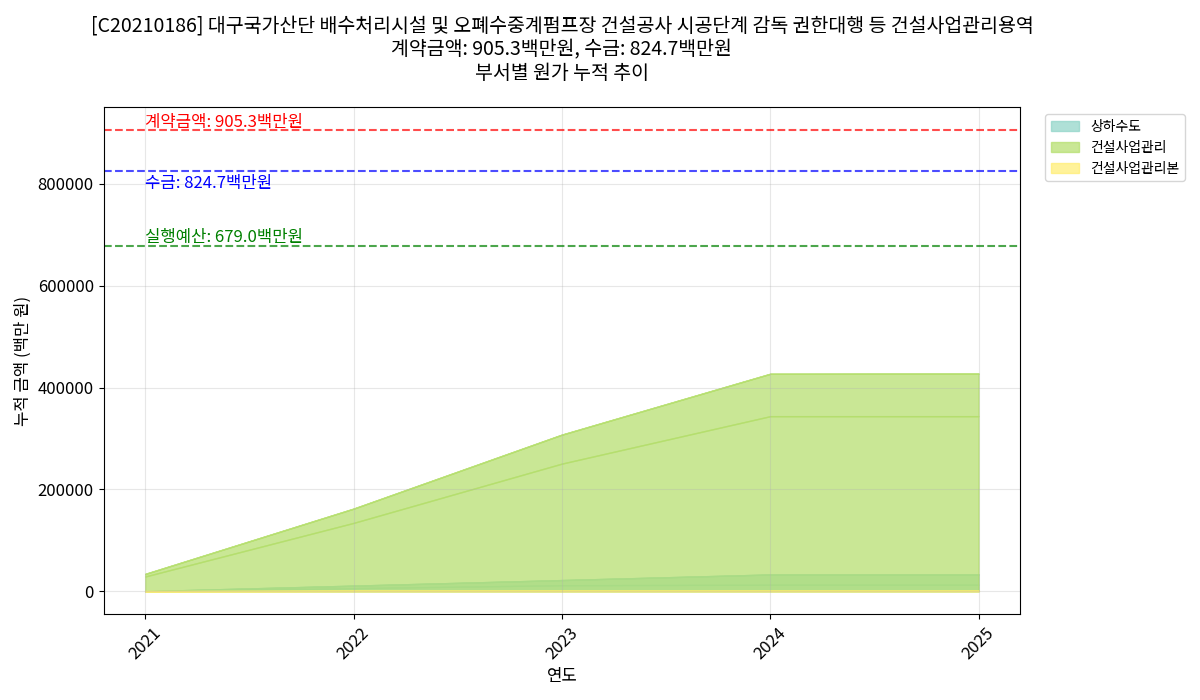 [C20210186] 대구국가산단 배수처리시설 및 오폐수중계펌프장 건설공사 시공단계 감독 권한대행 등 건설사업관리용역
계약금액: 905.3백만원, 수금: 824.7백만원
부서별 원가 누적 추이
계약금액: 905.3백만원
수금: 824.7백만원
실행예산: 679.0백만원
상하수도
건설사업관리
건설사업관리본
누적 금액 (백만 원)
800000
600000
400000
200000
0
2021
2022
2023
2024
2025
연도